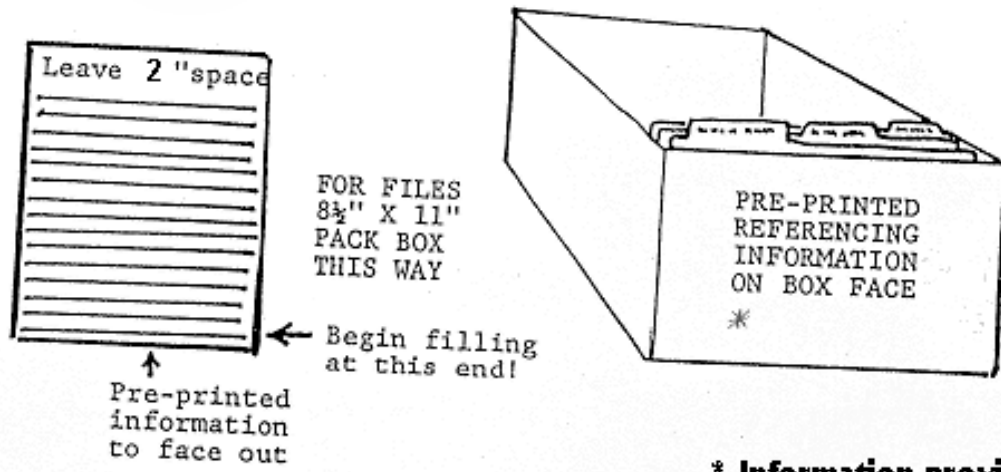 Leave 2 "space
FOR FILES
8½" X 11"
PACK BOX
THIS WAY
Begin filling
at this end!
Pre-printed
information
to face out
PRE-PRINTED
REFERENCING
INFORMATION
ON BOX FACE
*
* Information